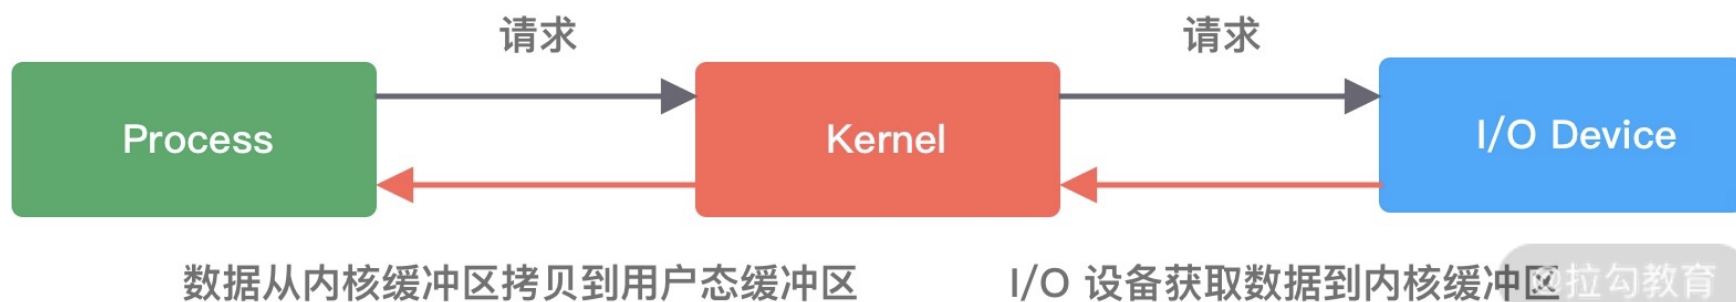 请求
请求
Process
Kernel
I/O Device
数据从内核缓冲区拷贝到用户态缓冲区
I/O 设备获取数据到内核缓冲区
@拉勾教育